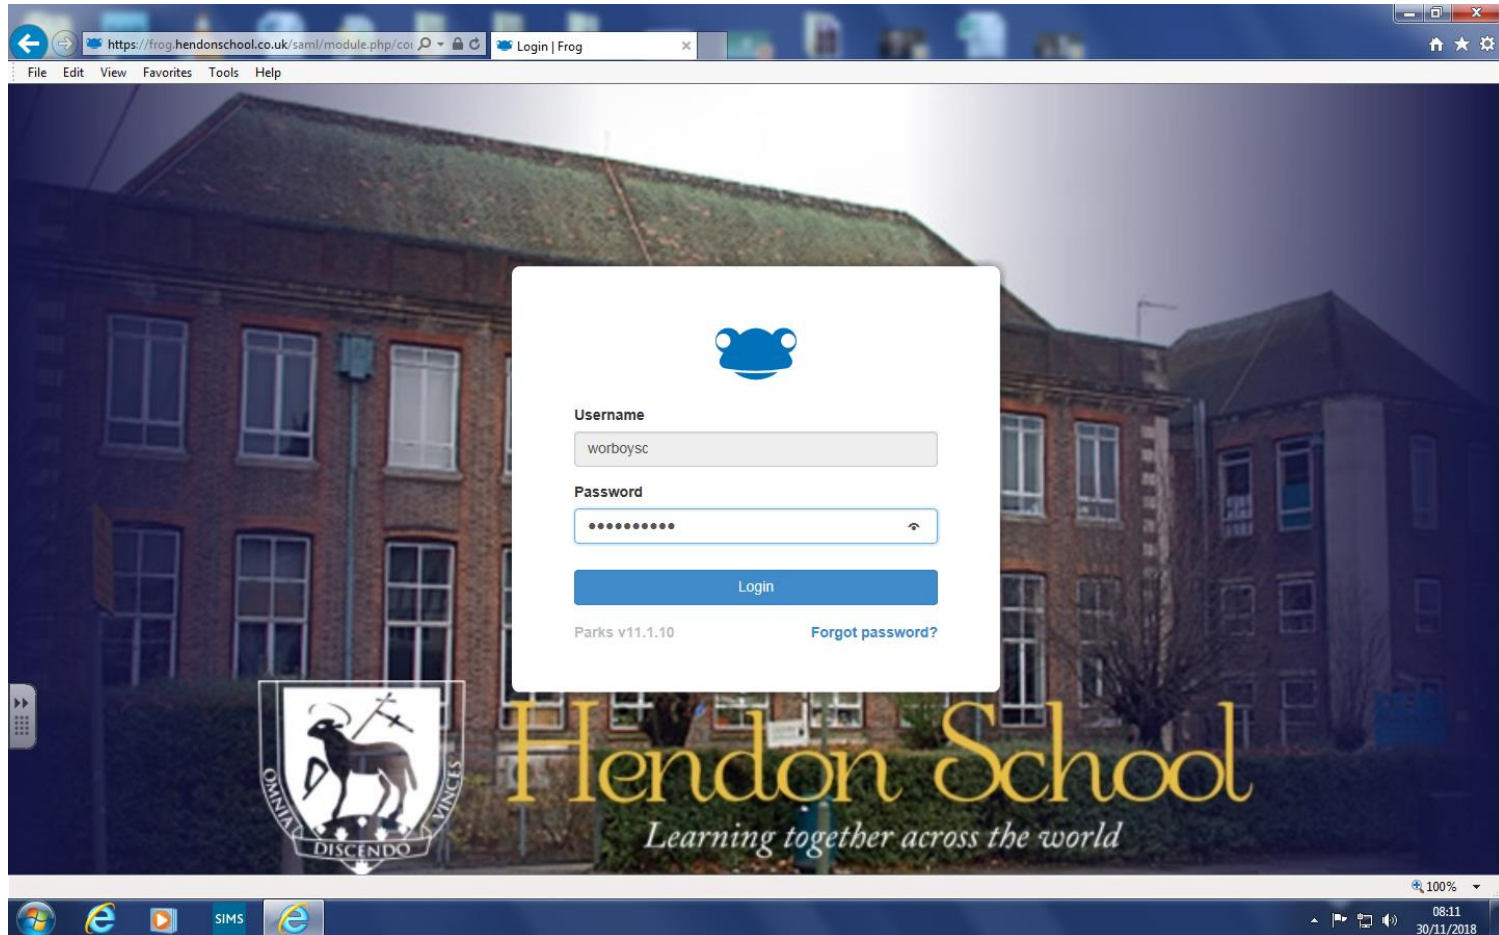 https://frog.hendonschool.co.uk/saml/module.php/co
Login | Frog
File Edit View Favorites Tools Help
Username
worboysc
Password
••••••••••
Login
Parks v11.1.10
Forgot password?
Hendon School
Learning together across the world
OMNIA
DISCENDO
VINCES
100%
SIMS
08:11
30/11/2018